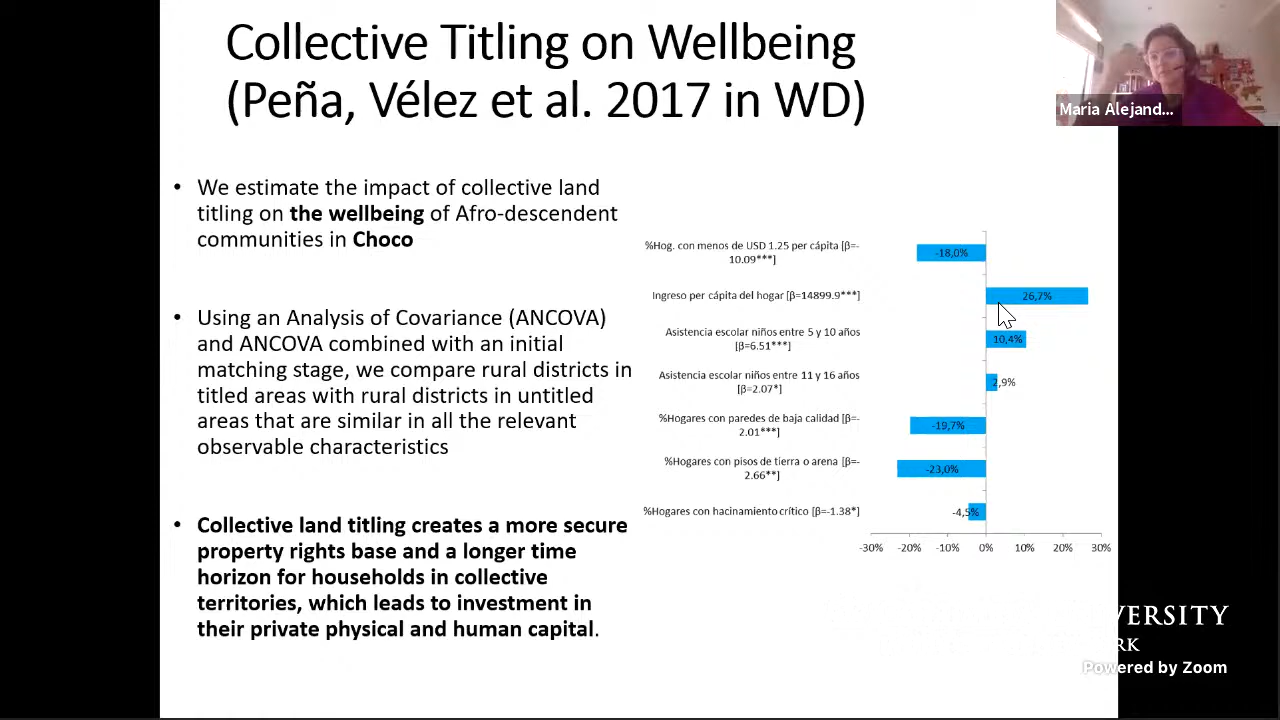 Collective Titling on Wellbeing
(Peña, Vélez et al. 2017 in WD)
Maria Alejand...
• We estimate the impact of collective land
titling on the wellbeing of Afro-descendent
communities in Choco
• Using an Analysis of Covariance (ANCOVA)
and ANCOVA combined with an initial
matching stage, we compare rural districts in
titled areas with rural districts in untitled
areas that are similar in all the relevant
observable characteristics
• Collective land titling creates a more secure
property rights base and a longer time
horizon for households in collective
territories, which leads to investment in
their private physical and human capital.
%Hog. con menos de USD 1.25 per cápita [β=-
10.09***]
-18,0%
Ingreso per cápita del hogar [β=14899.9***]
26,7%
Asistencia escolar niños entre 5 y 10 años
[β=6.51***]
10,4%
Asistencia escolar niños entre 11 y 16 años
[β=2.07*]
2,9%
%Hogares con paredes de baja calidad [β=-
2.01***]
-19,7%
%Hogares con pisos de tierra o arena [β=-
2.66**]
-23,0%
%Hogares con hacinamiento crítico [β=-1.38*]
-4,5%
-30% -20% -10% 0% 10% 20% 30%
VERSITY
RK
Powered by Zoom